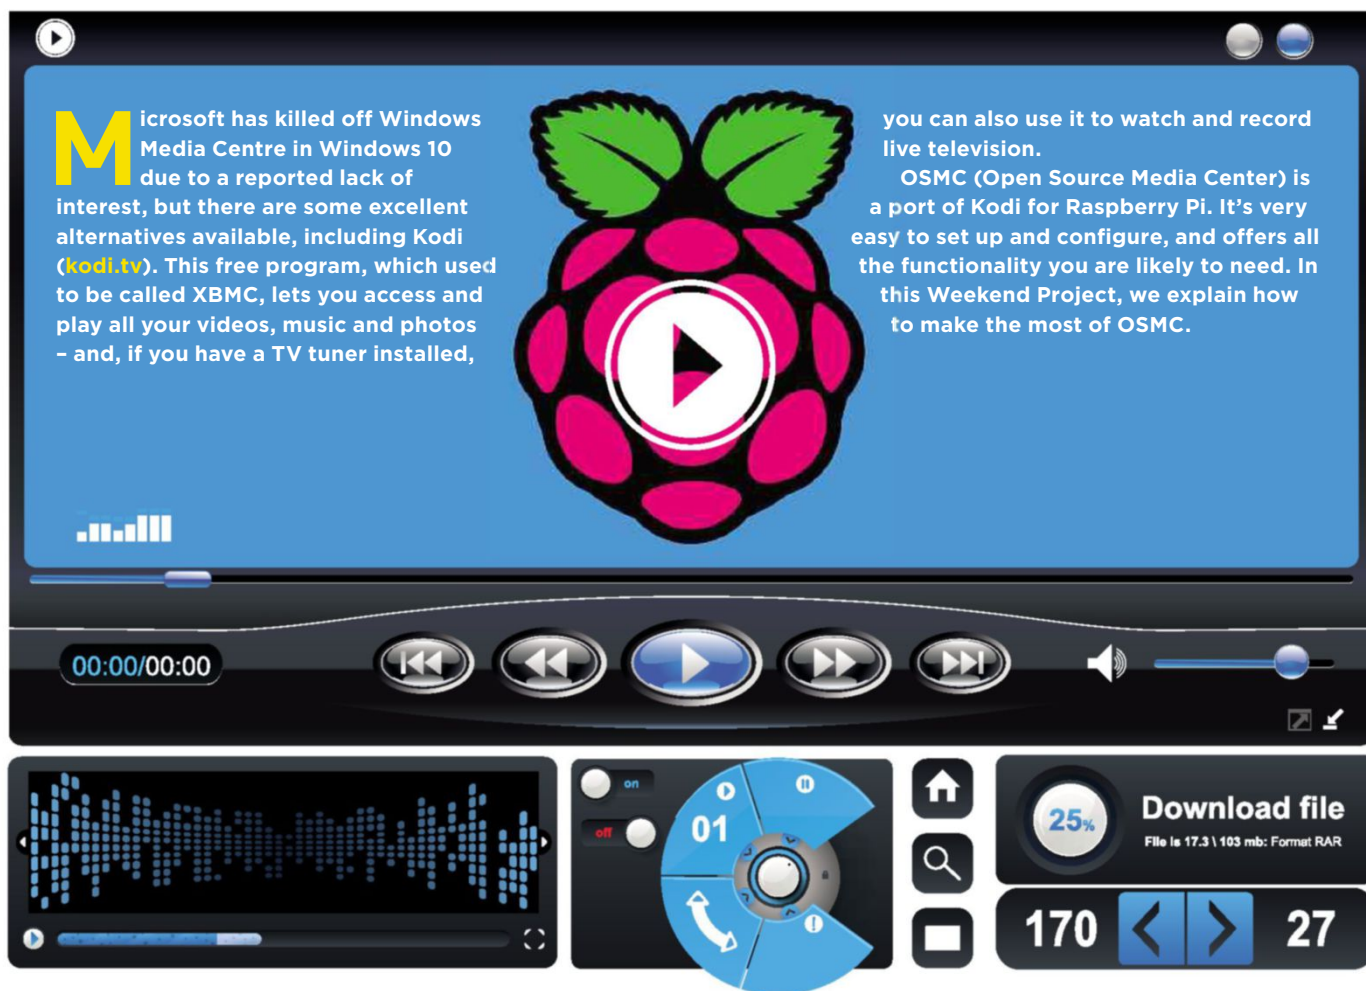 Microsoft has killed off Windows
Media Centre in Windows 10
due to a reported lack of
interest, but there are some excellent
alternatives available, including Kodi
(kodi.tv). This free program, which used
to be called XBMC, lets you access and
play all your videos, music and photos
– and, if you have a TV tuner installed,
you can also use it to watch and record
live television.
OSMC (Open Source Media Center) is
a port of Kodi for Raspberry Pi. It’s very
easy to set up and configure, and offers all
the functionality you are likely to need. In
this Weekend Project, we explain how
to make the most of OSMC.
00:00/00:00
on
off
01
25%
Download file
File is 17.3 \ 103 mb: Format RAR
170
27